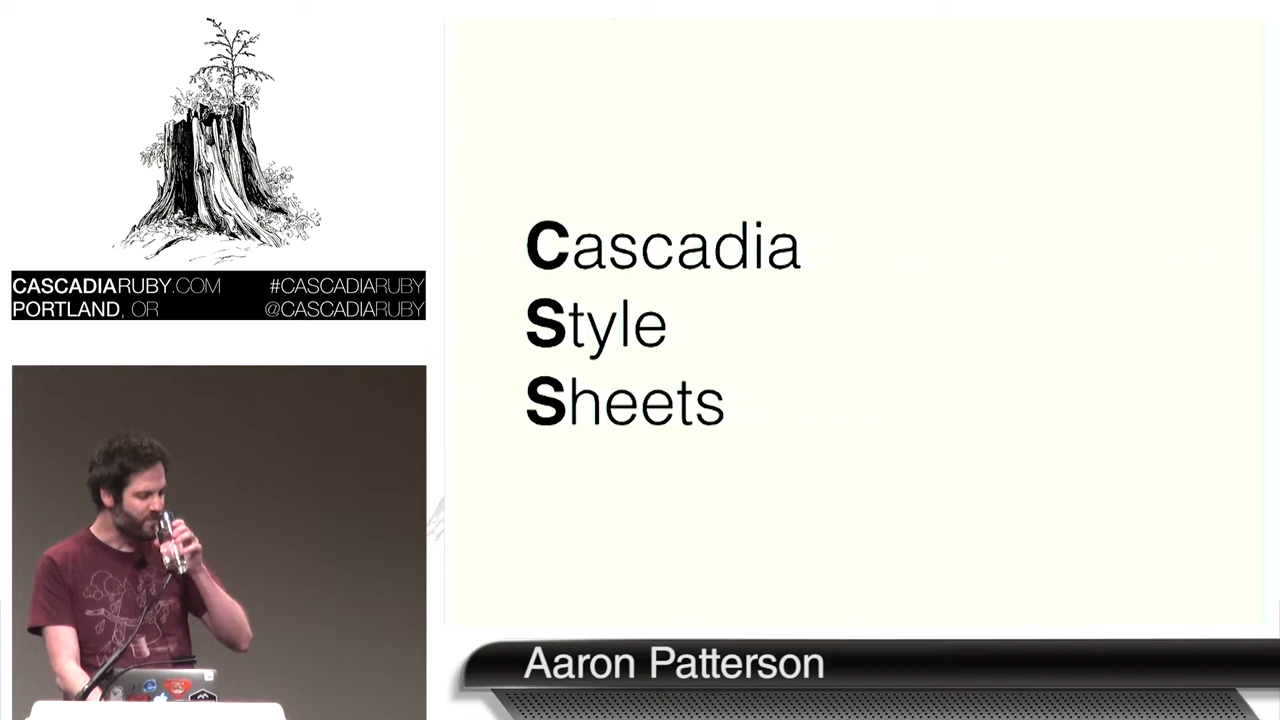 CASCADIARUBY.COM #CASCADIARUBY
PORTLAND, OR @CASCADIARUBY
Cascadia
Style
Sheets
Aaron Patterson